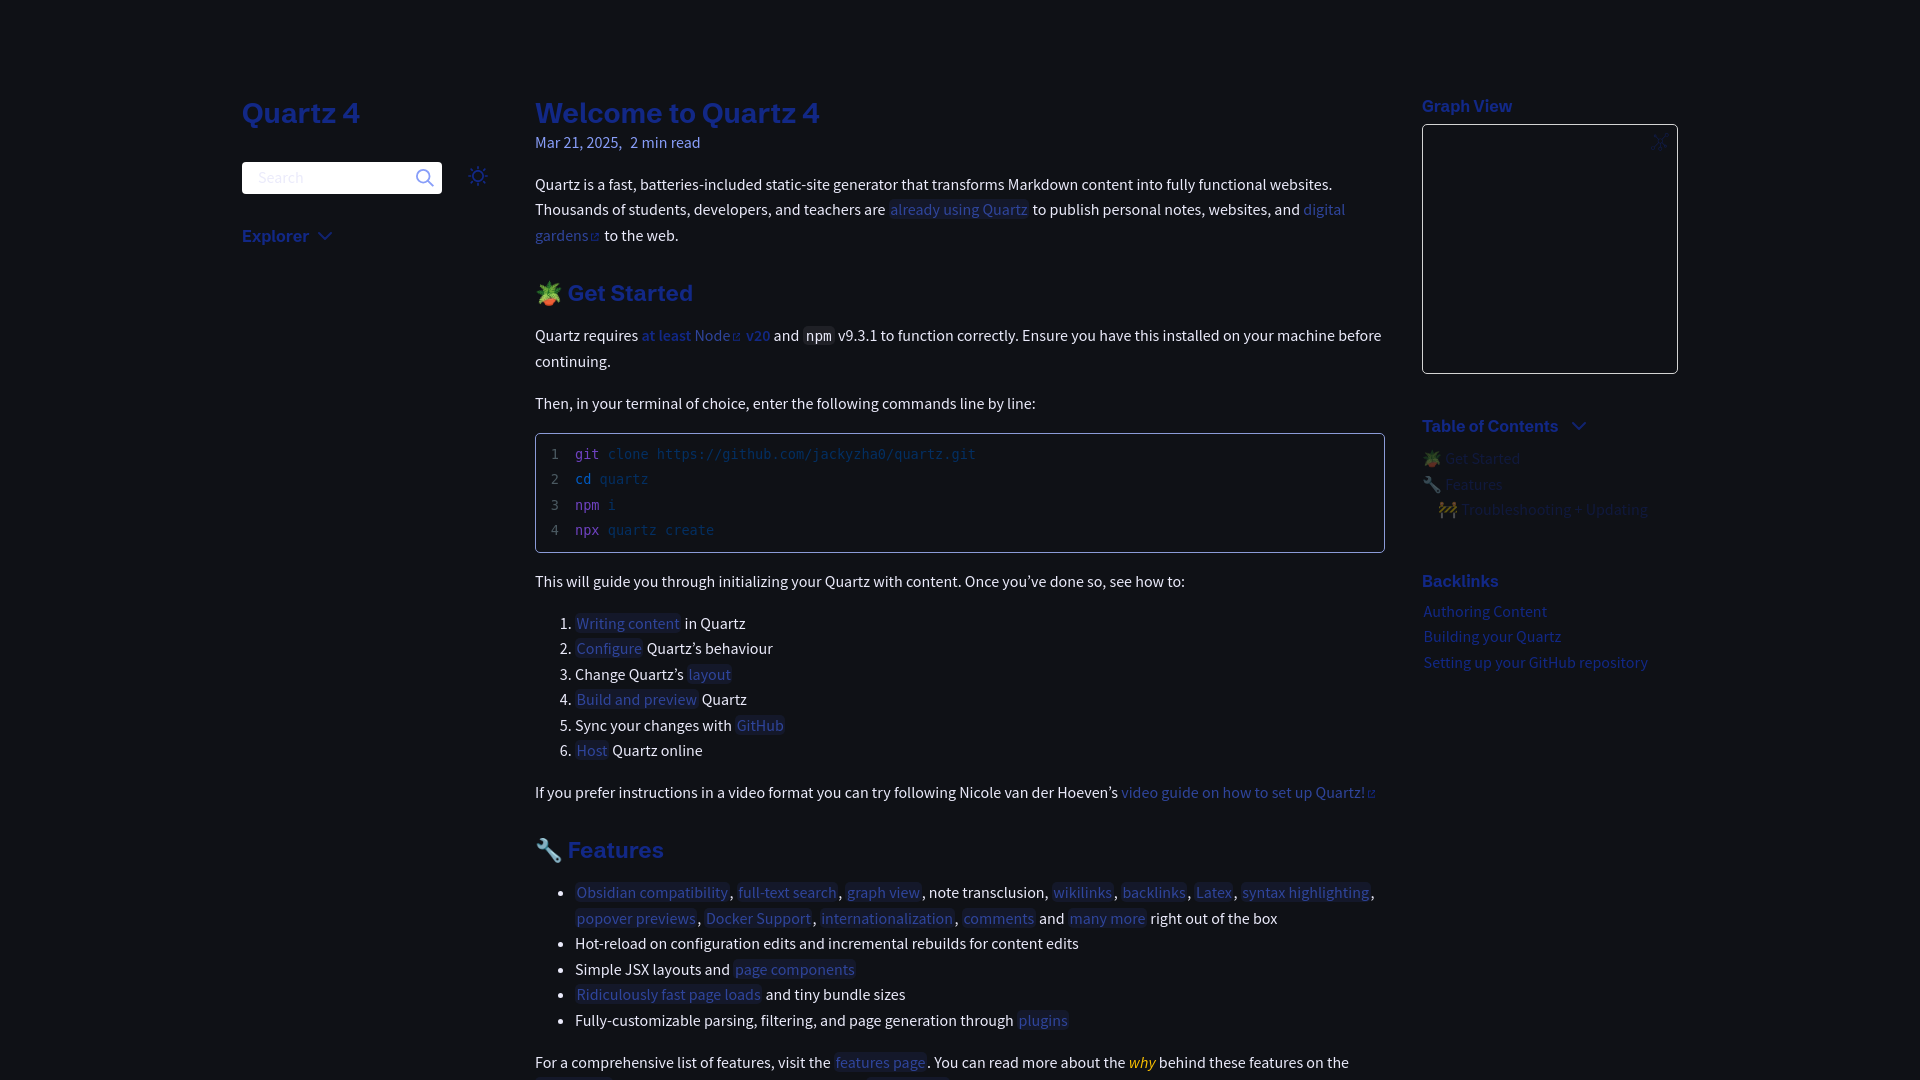 Quartz 4
Search
Explorer
Welcome to Quartz 4
Mar 21, 2025, 2 min read
Quartz is a fast, batteries-included static-site generator that transforms Markdown content into fully functional websites.
Thousands of students, developers, and teachers are already using Quartz to publish personal notes, websites, and digital
gardens to the web.
🪴 Get Started
Quartz requires at least Node v20 and npm v9.3.1 to function correctly. Ensure you have this installed on your machine before
continuing.
Then, in your terminal of choice, enter the following commands line by line:
1 git clone https://github.com/jackyzha0/quartz.git
2 cd quartz
3 npm i
4 npx quartz create
This will guide you through initializing your Quartz with content. Once you’ve done so, see how to:
1. Writing content in Quartz
2. Configure Quartz’s behaviour
3. Change Quartz’s layout
4. Build and preview Quartz
5. Sync your changes with GitHub
6. Host Quartz online
If you prefer instructions in a video format you can try following Nicole van der Hoeven’s video guide on how to set up Quartz!
🔧 Features
• Obsidian compatibility, full-text search, graph view, note transclusion, wikilinks, backlinks, Latex, syntax highlighting,
popover previews, Docker Support, internationalization, comments and many more right out of the box
• Hot-reload on configuration edits and incremental rebuilds for content edits
• Simple JSX layouts and page components
• Ridiculously fast page loads and tiny bundle sizes
• Fully-customizable parsing, filtering, and page generation through plugins
For a comprehensive list of features, visit the features page. You can read more about the why behind these features on the
Graph View
Table of Contents
🪴 Get Started
🔧 Features
🚧 Troubleshooting + Updating
Backlinks
Authoring Content
Building your Quartz
Setting up your GitHub repository